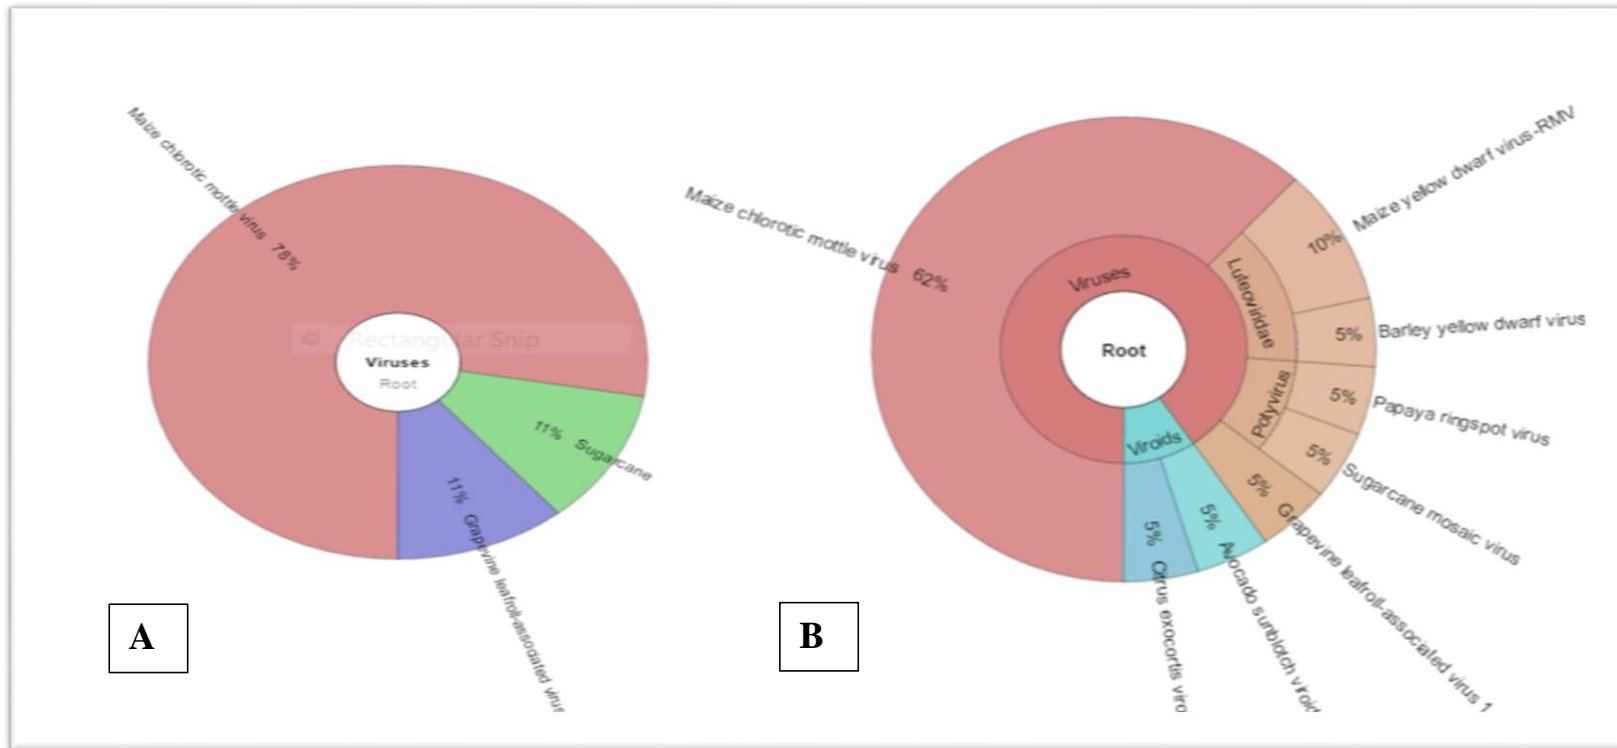 Maize chlorotic mottle virus 78%
Rectangular Snip
Viruses
Root
11% Sugarcane
11% Grapevine leafroll-associated virus
A
Maize chlorotic mottle virus 62%
Viruses
Root
Luteoviridae
10% Maize yellow dwarf virus-RMV
5% Barley yellow dwarf virus
Potyvirus
5% Papaya ringspot virus
5% Sugarcane mosaic virus
5% Grapevine leafroll-associated virus 1
Viroids
5% Avocado sunblotch viroid
5% Citrus exocortis viro
B